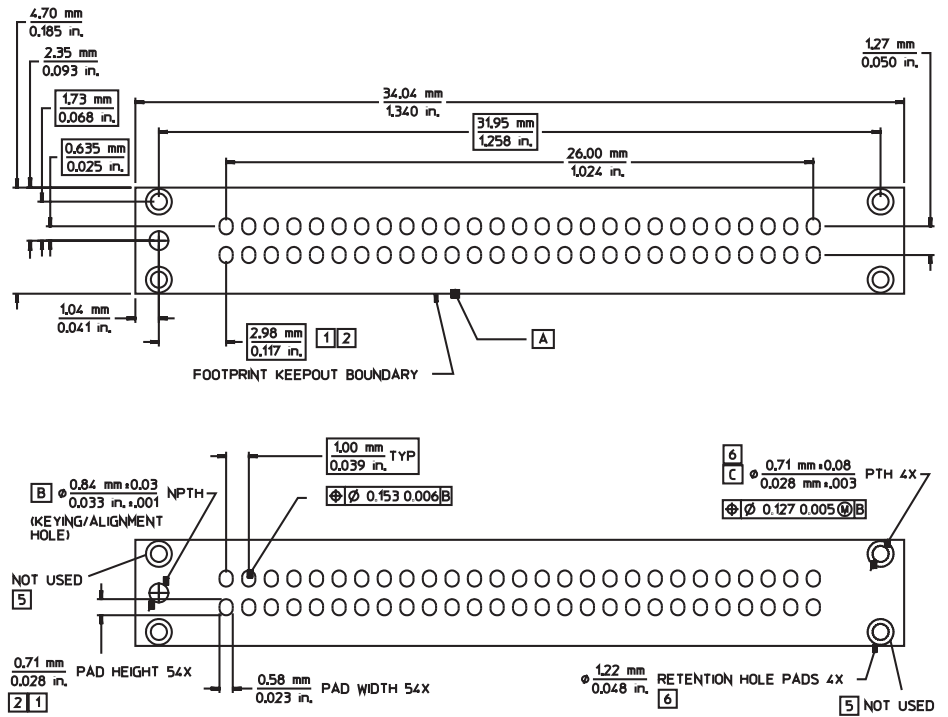 4.70 mm
0.185 in.
2.35 mm
0.093 in.
1.73 mm
0.068 in.
0.635 mm
0.025 in.
34.04 mm
1.340 in.
31.95 mm
1.258 in.
26.00 mm
1.024 in.
1.27 mm
0.050 in.
1.04 mm
0.041 in.
2.98 mm
0.117 in.
1 2
A
FOOTPRINT KEEPOUT BOUNDARY
1.00 mm TYP
0.039 in.
⌖ Ø 0.153 0.006 B
B Ø 0.84 mm ±0.03 NPTH
0.033 in. ±.001
(KEYING/ALIGNMENT
HOLE)
6
C Ø 0.71 mm ±0.08 PTH 4X
0.028 mm ±.003
⌖ Ø 0.127 0.005 Ⓜ B
NOT USED
5
0.71 mm PAD HEIGHT 54X
0.028 in.
2 1
0.58 mm PAD WIDTH 54X
0.023 in.
Ø 1.22 mm RETENTION HOLE PADS 4X
0.048 in.
6
5 NOT USED